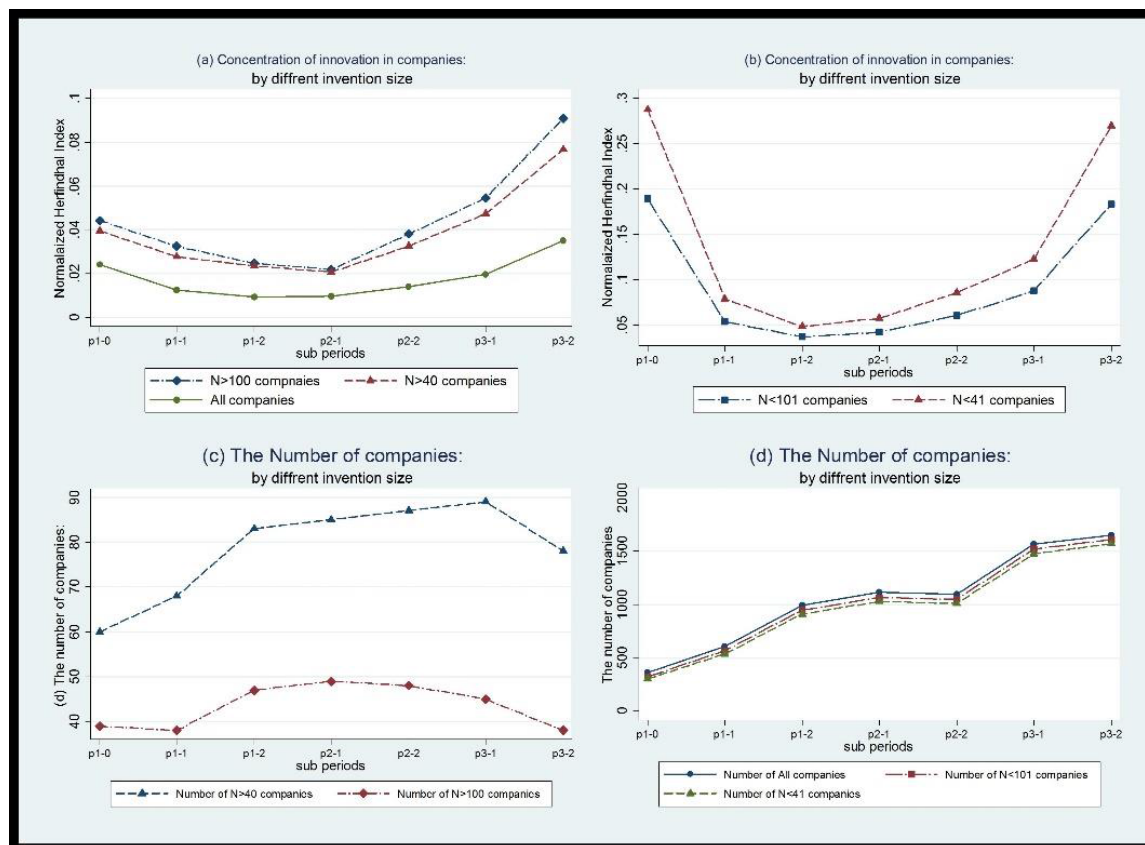 (a) Concentration of innovation in companies:
by diffrent invention size
Normalaized Herfindhal Index
.1
.08
.06
.04
.02
0
p1-0 p1-1 p1-2 p2-1 p2-2 p3-1 p3-2
sub periods
N>100 compnaies N>40 companies
All companies
(b) Concentration of innovation in companies:
by diffrent invention size
Normalaized Herfindhal Index
.3
.25
.2
.15
.1
.05
p1-0 p1-1 p1-2 p2-1 p2-2 p3-1 p3-2
sub periods
N<101 companies N<41 companies
(c) The Number of companies:
by diffrent invention size
(d) The number of companies:
90
80
70
60
50
40
p1-0 p1-1 p1-2 p2-1 p2-2 p3-1 p3-2
sub periods
Number of N>40 companies Number of N>100 companies
(d) The Number of companies:
by diffrent invention size
The number of companies
2000
1500
1000
500
0
p1-0 p1-1 p1-2 p2-1 p2-2 p3-1 p3-2
sub periods
Number of All companies Number of N<101 companies
Number of N<41 companies